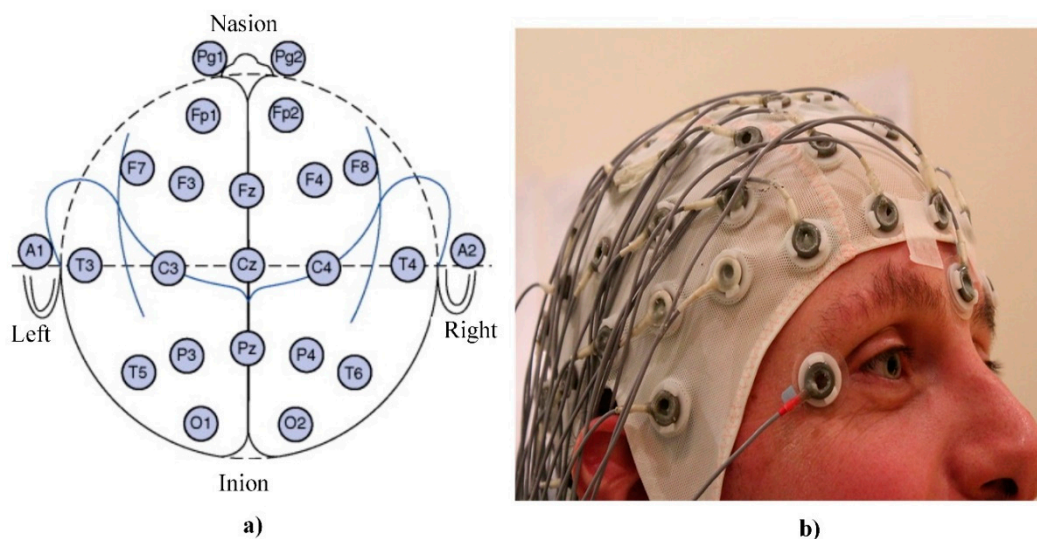 Nasion
Pg1 Pg2
Fp1 Fp2
F7 F3 Fz F4 F8
A1 T3 C3 Cz C4 T4 A2
Left Right
T5 P3 Pz P4 T6
O1 O2
Inion
a) b)